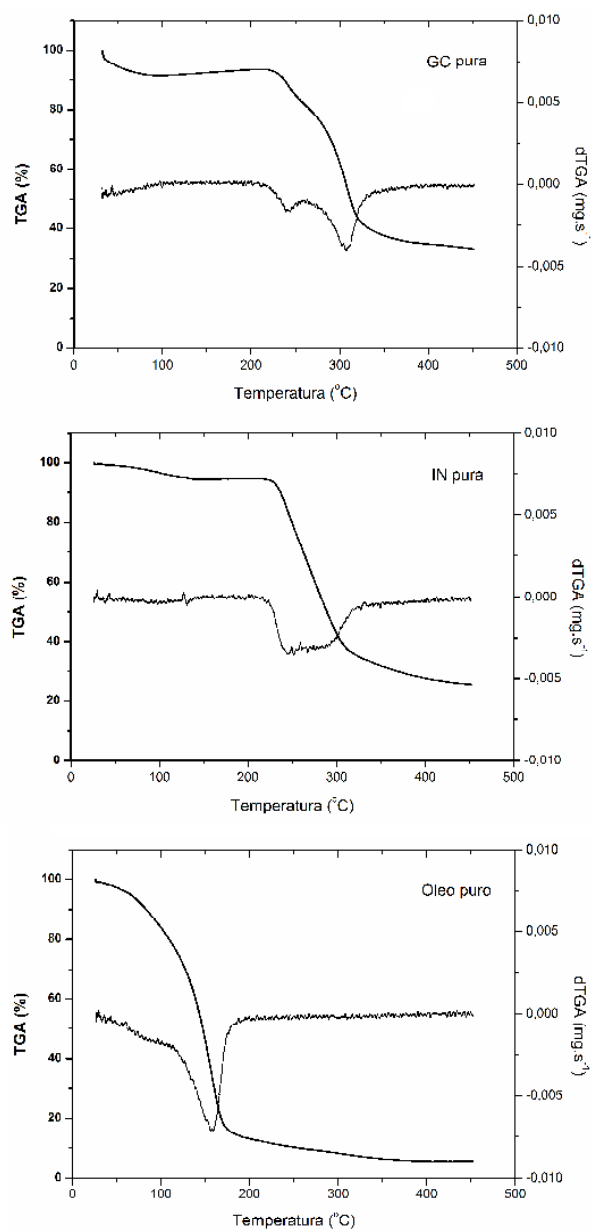 GC pura
100
80
60
40
20
0
TGA (%)
0,010
0,005
0,000
-0,005
-0,010
dTGA (mg.s⁻¹)
0 100 200 300 400 500
Temperatura (°C)
IN pura
100
80
60
40
20
0
TGA (%)
0,010
0,005
0,000
-0,005
-0,010
dTGA (mg.s⁻¹)
0 100 200 300 400 500
Temperatura (°C)
Oleo puro
100
80
60
40
20
0
TGA (%)
0,010
0,005
0,000
-0,005
-0,010
dTGA (mg.s⁻¹)
0 100 200 300 400 500
Temperatura (°C)